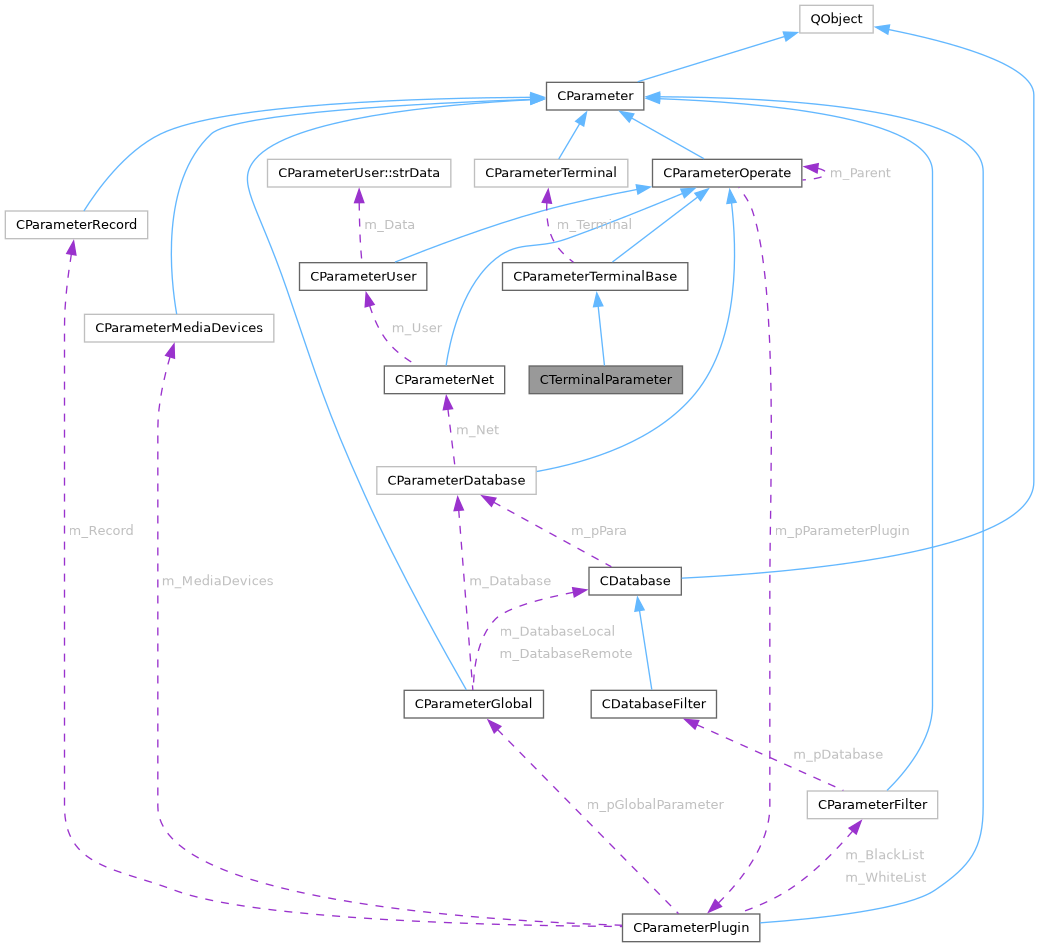 QObject
CParameter
CParameterUser::strData
CParameterTerminal
CParameterOperate
m_Parent
CParameterRecord
m_Data
m_Terminal
CParameterUser
CParameterTerminalBase
CParameterMediaDevices
m_User
CParameterNet
CTerminalParameter
m_Net
CParameterDatabase
m_Record
m_pPara
m_pParameterPlugin
m_MediaDevices
m_Database
CDatabase
m_DatabaseLocal
m_DatabaseRemote
CParameterGlobal
CDatabaseFilter
m_pDatabase
m_pGlobalParameter
CParameterFilter
m_BlackList
m_WhiteList
CParameterPlugin